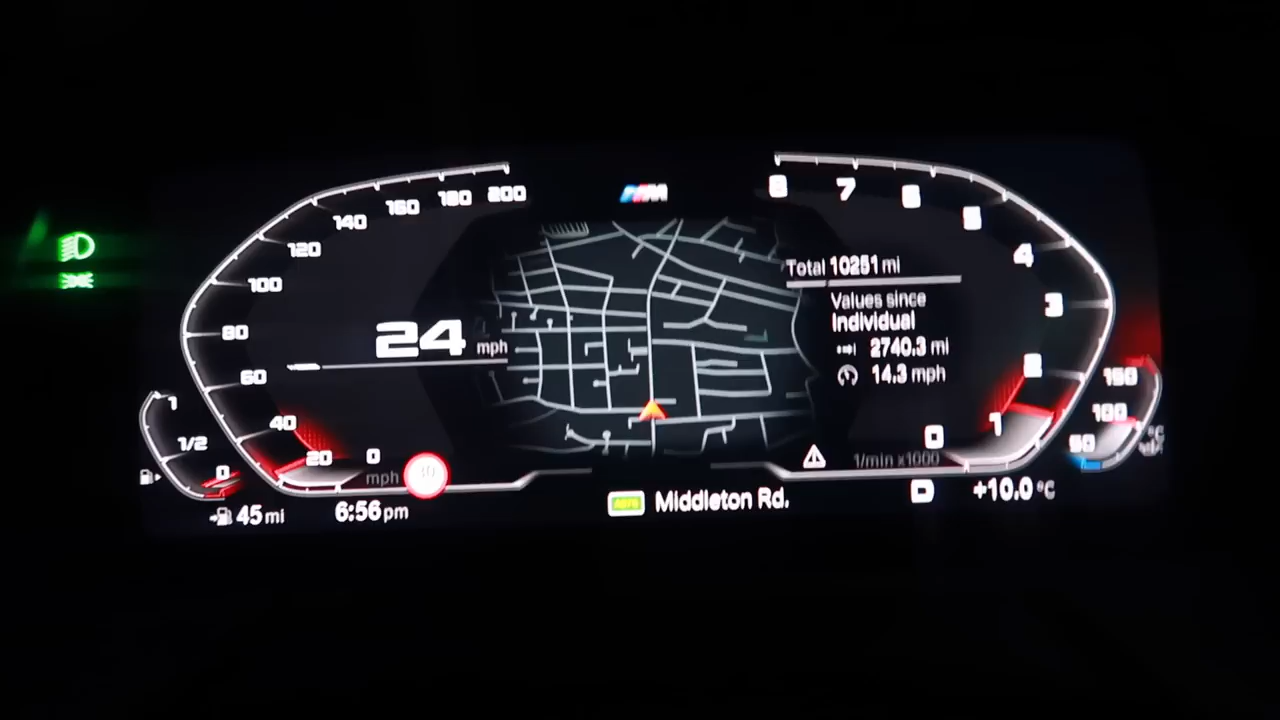 200
180
160
140
120
100
80
60
40
20
0
mph
24 mph
1
1/2
0
45 mi
6:56 pm
M
Total 10251 mi
Values since
Individual
2740.3 mi
14.3 mph
Middleton Rd.
8
7
6
5
4
3
2
1
0
1/min x1000
D
+10.0 °C
150
100
50
°C